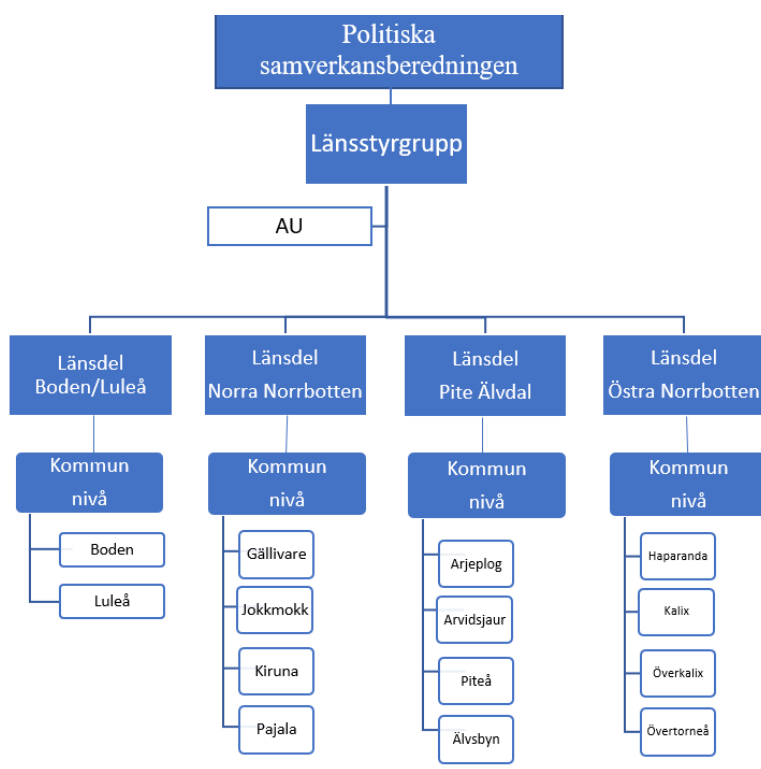 Politiska
samverkansberedningen
Länsstyrgrupp
AU
Länsdel
Boden/Luleå
Länsdel
Norra Norrbotten
Länsdel
Pite Älvdal
Länsdel
Östra Norrbotten
Kommun
nivå
Kommun
nivå
Kommun
nivå
Kommun
nivå
Boden
Luleå
Gällivare
Jokkmokk
Kiruna
Pajala
Arjeplog
Arvidsjaur
Piteå
Älvsbyn
Haparanda
Kalix
Överkalix
Övertorneå